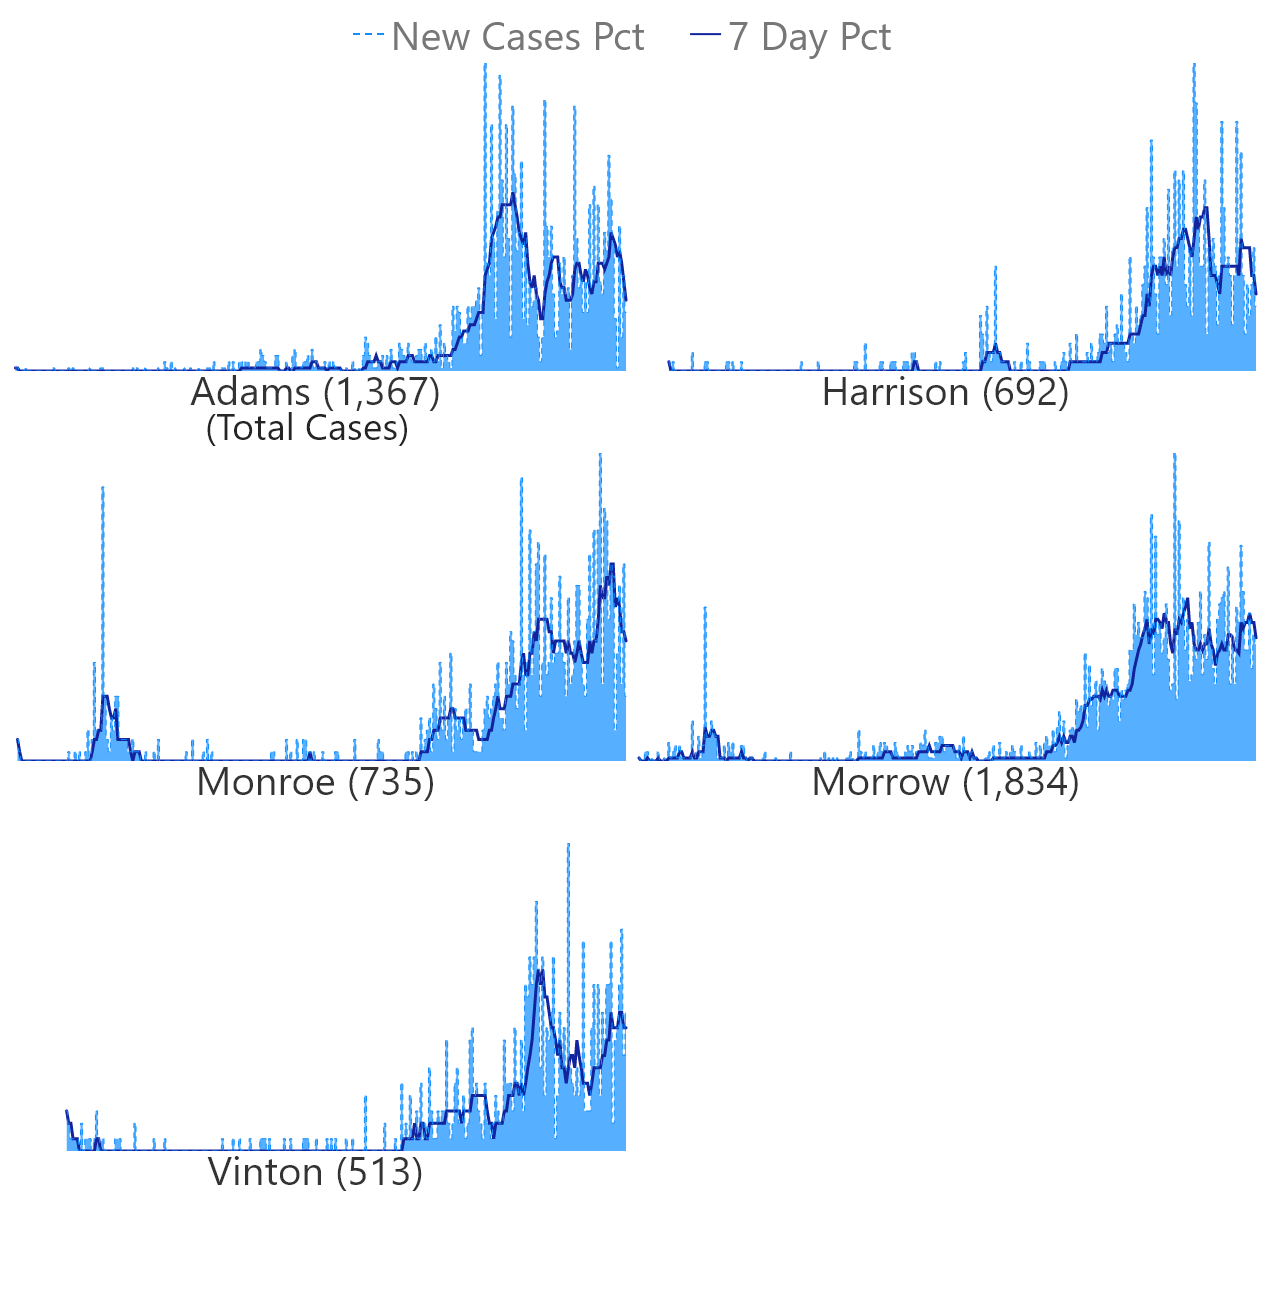 New Cases Pct 7 Day Pct
Adams (1,367)
(Total Cases)
Harrison (692)
Monroe (735)
Morrow (1,834)
Vinton (513)